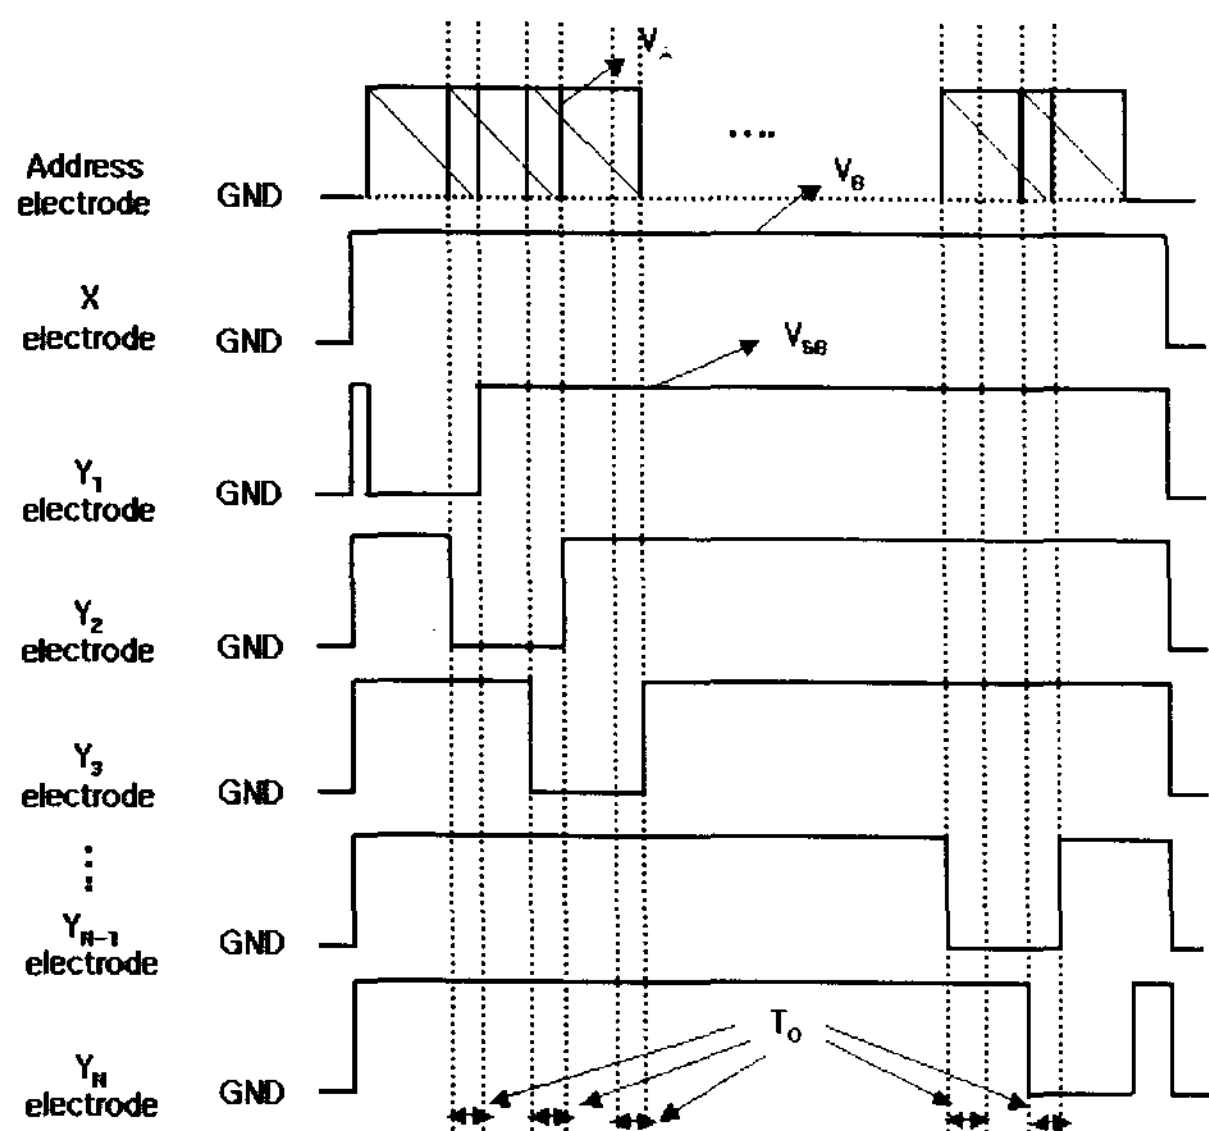 V_A
Address
electrode GND
V_B
X
electrode GND
V_SB
Y_1
electrode GND
Y_2
electrode GND
Y_3
electrode GND
Y_N-1
electrode GND
T_O
Y_N
electrode GND